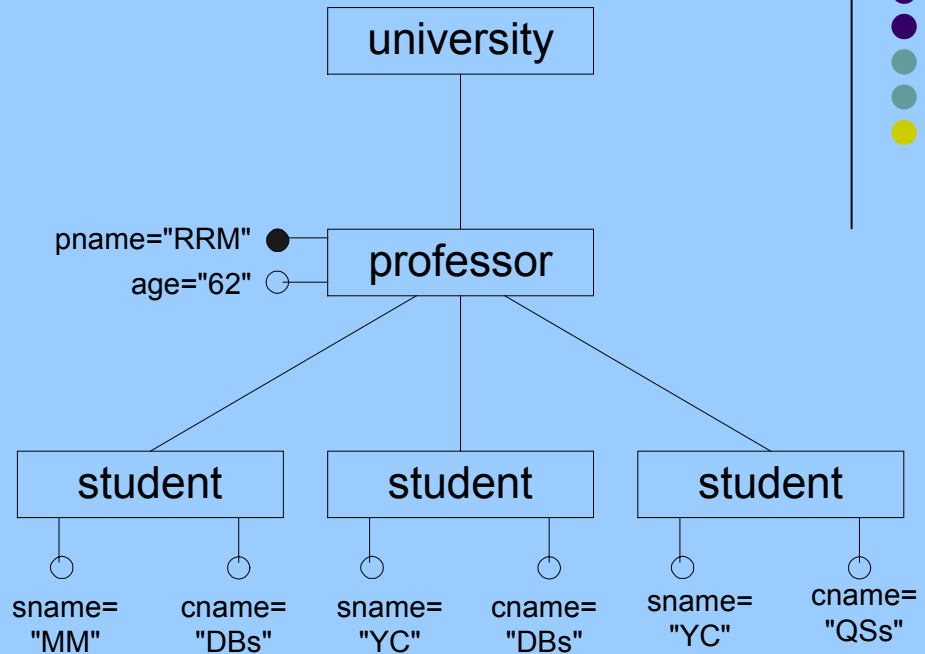 university
pname="RRM"
professor
age="62"
student
student
student
sname=
"MM"
cname=
"DBs"
sname=
"YC"
cname=
"DBs"
sname=
"YC"
cname=
"QSs"